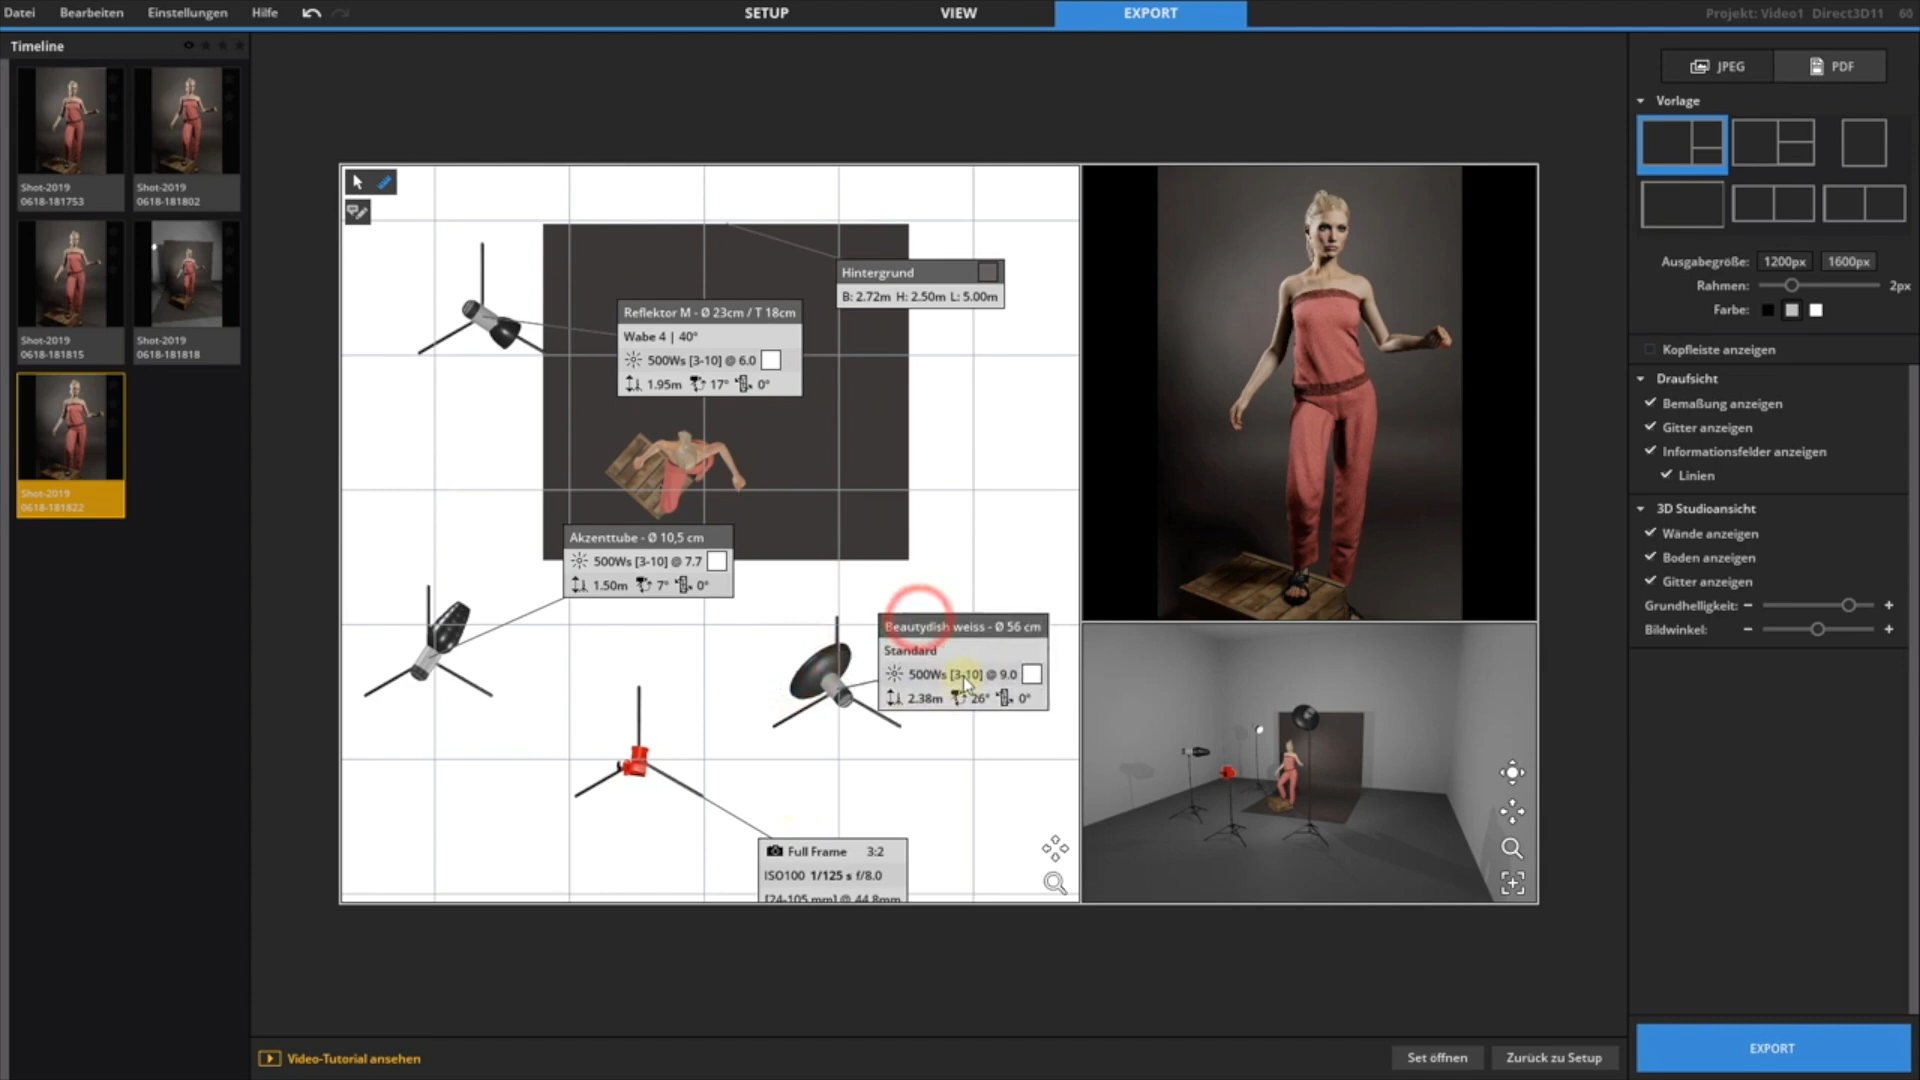 Datei Bearbeiten Einstellungen Hilfe
SETUP VIEW EXPORT
Projekt: Video1 Direct3D11 60
Timeline
Shot-2019
0618-181753
Shot-2019
0618-181802
Shot-2019
0618-181815
Shot-2019
0618-181818
Shot-2019
0618-181822
Hintergrund
B: 2.72m H: 2.50m L: 5.00m
Reflektor M - Ø 23cm / T 18cm
Wabe 4 | 40°
500Ws [3-10] @ 6.0
1.95m 17° 0°
Akzenttube - Ø 10,5 cm
500Ws [3-10] @ 7.7
1.50m 7° 0°
Beautydish weiss - Ø 56 cm
Standard
500Ws [3-10] @ 9.0
2.38m 26° 0°
Full Frame 3:2
ISO100 1/125 s f/8.0
[24-105 mm] @ 44.8mm
JPEG PDF
Vorlage
Ausgabegröße: 1200px 1600px
Rahmen: 2px
Farbe:
Kopfleiste anzeigen
Draufsicht
Bemaßung anzeigen
Gitter anzeigen
Informationsfelder anzeigen
Linien
3D Studioansicht
Wände anzeigen
Boden anzeigen
Gitter anzeigen
Grundhelligkeit: − +
Bildwinkel: − +
Video-Tutorial ansehen
Set öffnen Zurück zu Setup
EXPORT